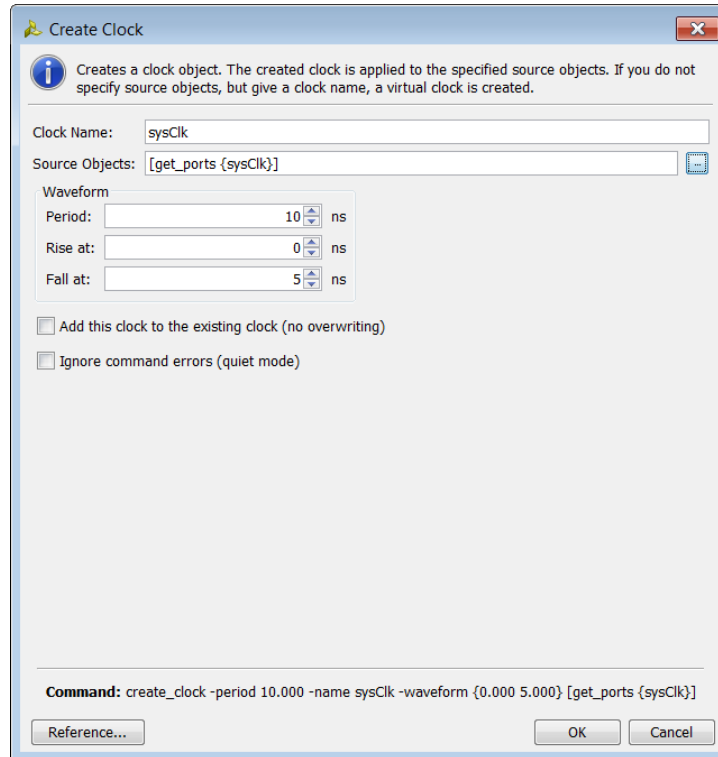 Create Clock
Creates a clock object. The created clock is applied to the specified source objects. If you do not
specify source objects, but give a clock name, a virtual clock is created.
Clock Name: sysClk
Source Objects: [get_ports {sysClk}] ...
Waveform
Period: 10 ns
Rise at: 0 ns
Fall at: 5 ns
Add this clock to the existing clock (no overwriting)
Ignore command errors (quiet mode)
Command: create_clock -period 10.000 -name sysClk -waveform {0.000 5.000} [get_ports {sysClk}]
Reference... OK Cancel